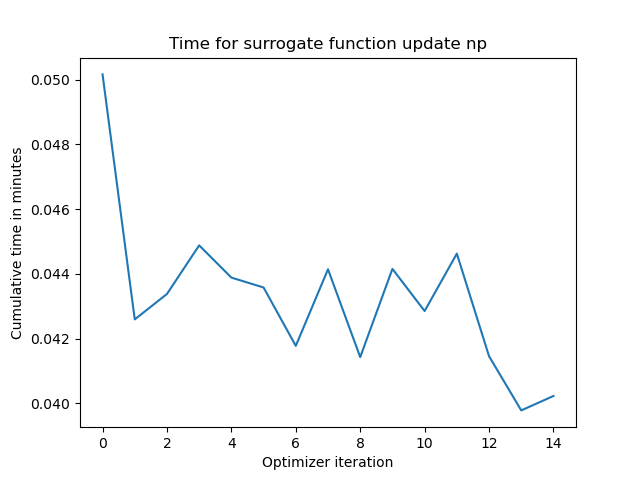 Time for surrogate function update np
Cumulative time in minutes
0.050
0.048
0.046
0.044
0.042
0.040
0 2 4 6 8 10 12 14
Optimizer iteration